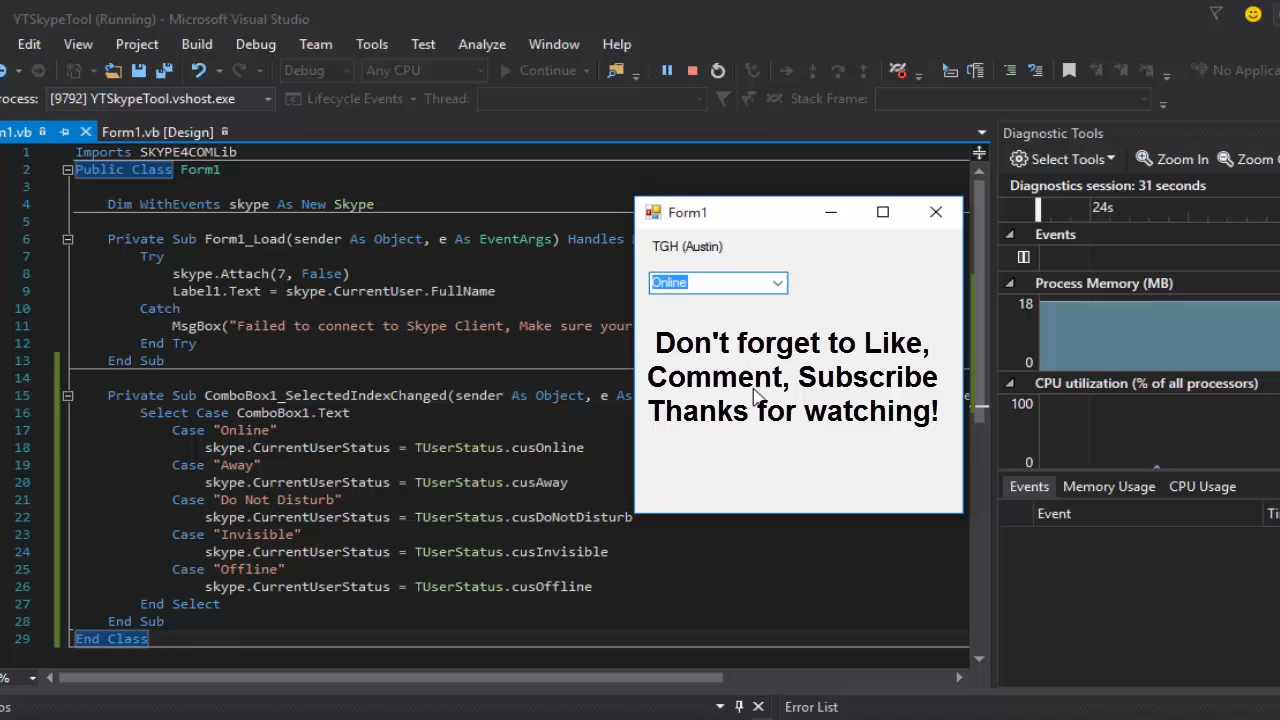 YTSkypeTool (Running) - Microsoft Visual Studio
Edit View Project Build Debug Team Tools Test Analyze Window Help
Debug Any CPU Continue No Applica
rocess: [9792] YTSkypeTool.vshost.exe Lifecycle Events Thread: Stack Frame:
m1.vb Form1.vb [Design]
1 Imports SKYPE4COMLib
2 Public Class Form1
3
4 Dim WithEvents skype As New Skype
5
6 Private Sub Form1_Load(sender As Object, e As EventArgs) Handles
7 Try
8 skype.Attach(7, False)
9 Label1.Text = skype.CurrentUser.FullName
10 Catch
11 MsgBox("Failed to connect to Skype Client, Make sure your
12 End Try
13 End Sub
14
15 Private Sub ComboBox1_SelectedIndexChanged(sender As Object, e As
16 Select Case ComboBox1.Text
17 Case "Online"
18 skype.CurrentUserStatus = TUserStatus.cusOnline
19 Case "Away"
20 skype.CurrentUserStatus = TUserStatus.cusAway
21 Case "Do Not Disturb"
22 skype.CurrentUserStatus = TUserStatus.cusDoNotDisturb
23 Case "Invisible"
24 skype.CurrentUserStatus = TUserStatus.cusInvisible
25 Case "Offline"
26 skype.CurrentUserStatus = TUserStatus.cusOffline
27 End Select
28 End Sub
29 End Class
Form1
TGH (Austin)
Online
Don't forget to Like,
Comment, Subscribe
Thanks for watching!
Diagnostic Tools
Select Tools Zoom In Zoom
Diagnostics session: 31 seconds
24s
Events
Process Memory (MB)
18
0
CPU utilization (% of all processors)
100
0
Events Memory Usage CPU Usage
Event Ti
%
os
Error List